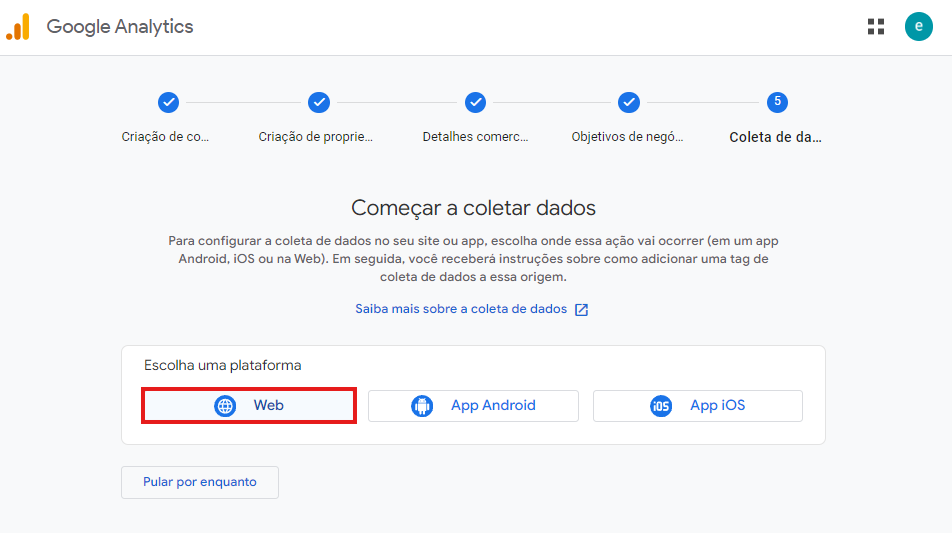 Google Analytics
e
5
Criação de co...
Criação de proprie...
Detalhes comerc...
Objetivos de negó...
Coleta de da...
Começar a coletar dados
Para configurar a coleta de dados no seu site ou app, escolha onde essa ação vai ocorrer (em um app
Android, iOS ou na Web). Em seguida, você receberá instruções sobre como adicionar uma tag de
coleta de dados a essa origem.
Saiba mais sobre a coleta de dados
Escolha uma plataforma
Web
App Android
iOS
App iOS
Pular por enquanto